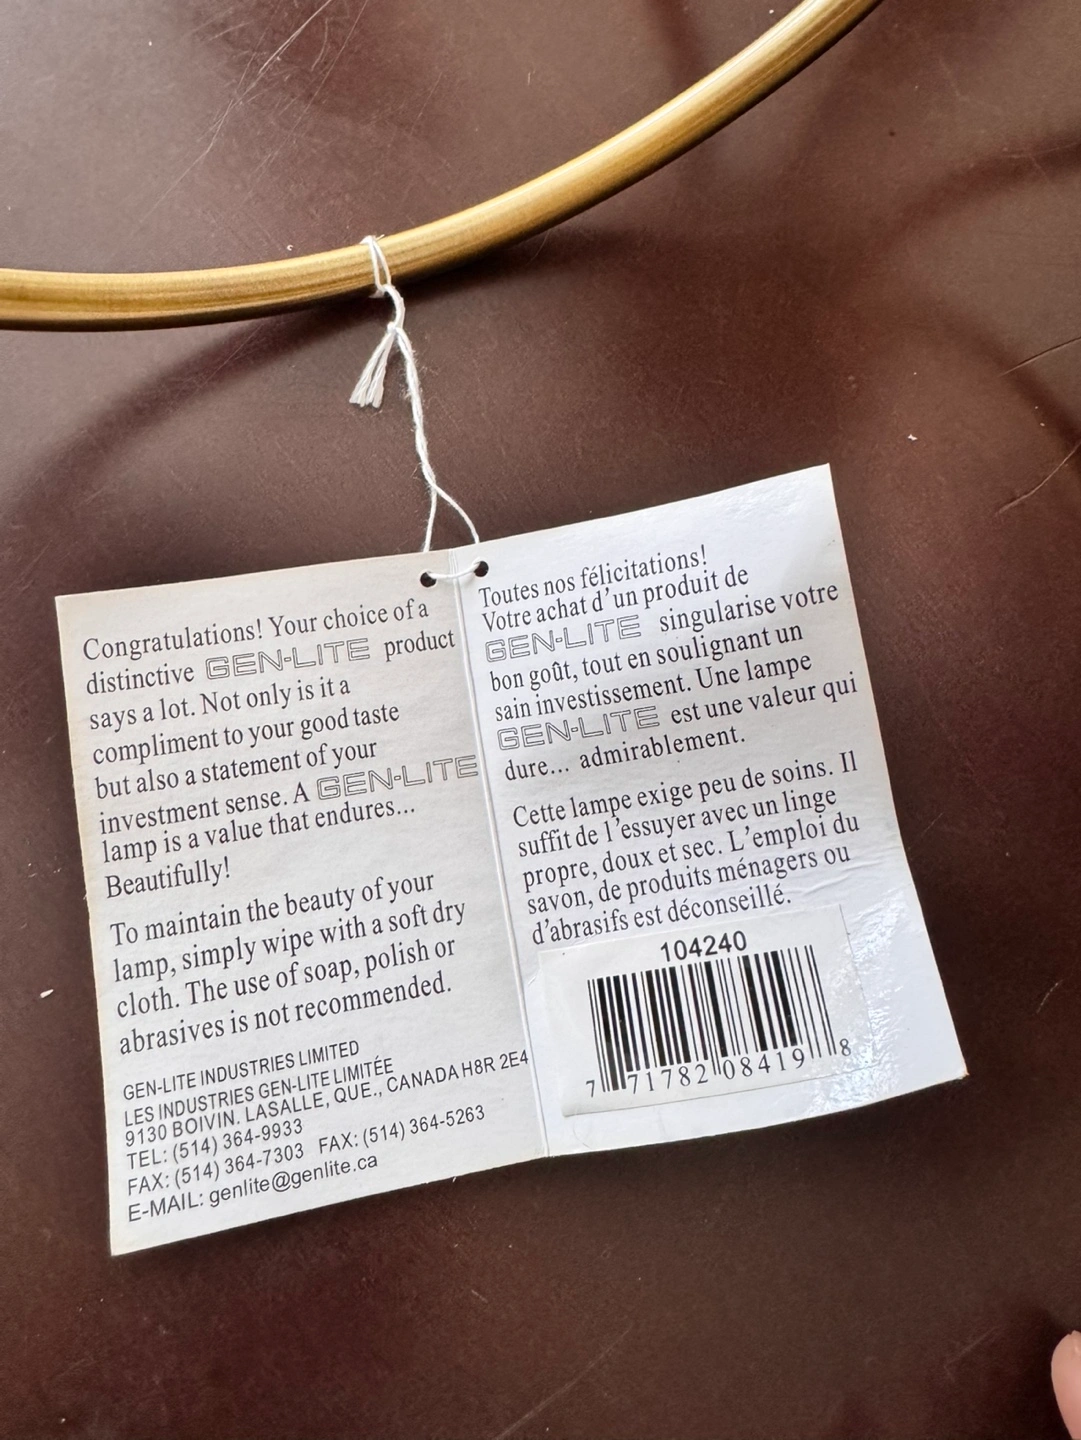 Congratulations! Your choice of a
distinctive GEN-LITE product
says a lot. Not only is it a
compliment to your good taste
but also a statement of your
investment sense. A GEN-LITE
lamp is a value that endures...
Beautifully!
To maintain the beauty of your
lamp, simply wipe with a soft dry
cloth. The use of soap, polish or
abrasives is not recommended.
GEN-LITE INDUSTRIES LIMITED
LES INDUSTRIES GEN-LITE LIMITÉE
9130 BOIVIN. LASALLE, QUE., CANADA H8R 2E4
TEL: (514) 364-9933
FAX: (514) 364-7303 FAX: (514) 364-5263
E-MAIL: genlite@genlite.ca
Toutes nos félicitations!
Votre achat d'un produit de
GEN-LITE singularise votre
bon goût, tout en soulignant un
sain investissement. Une lampe
GEN-LITE est une valeur qui
dure... admirablement.
Cette lampe exige peu de soins. Il
suffit de l'essuyer avec un linge
propre, doux et sec. L'emploi du
savon, de produits ménagers ou
d'abrasifs est déconseillé.
104240
7 71782 08419 8